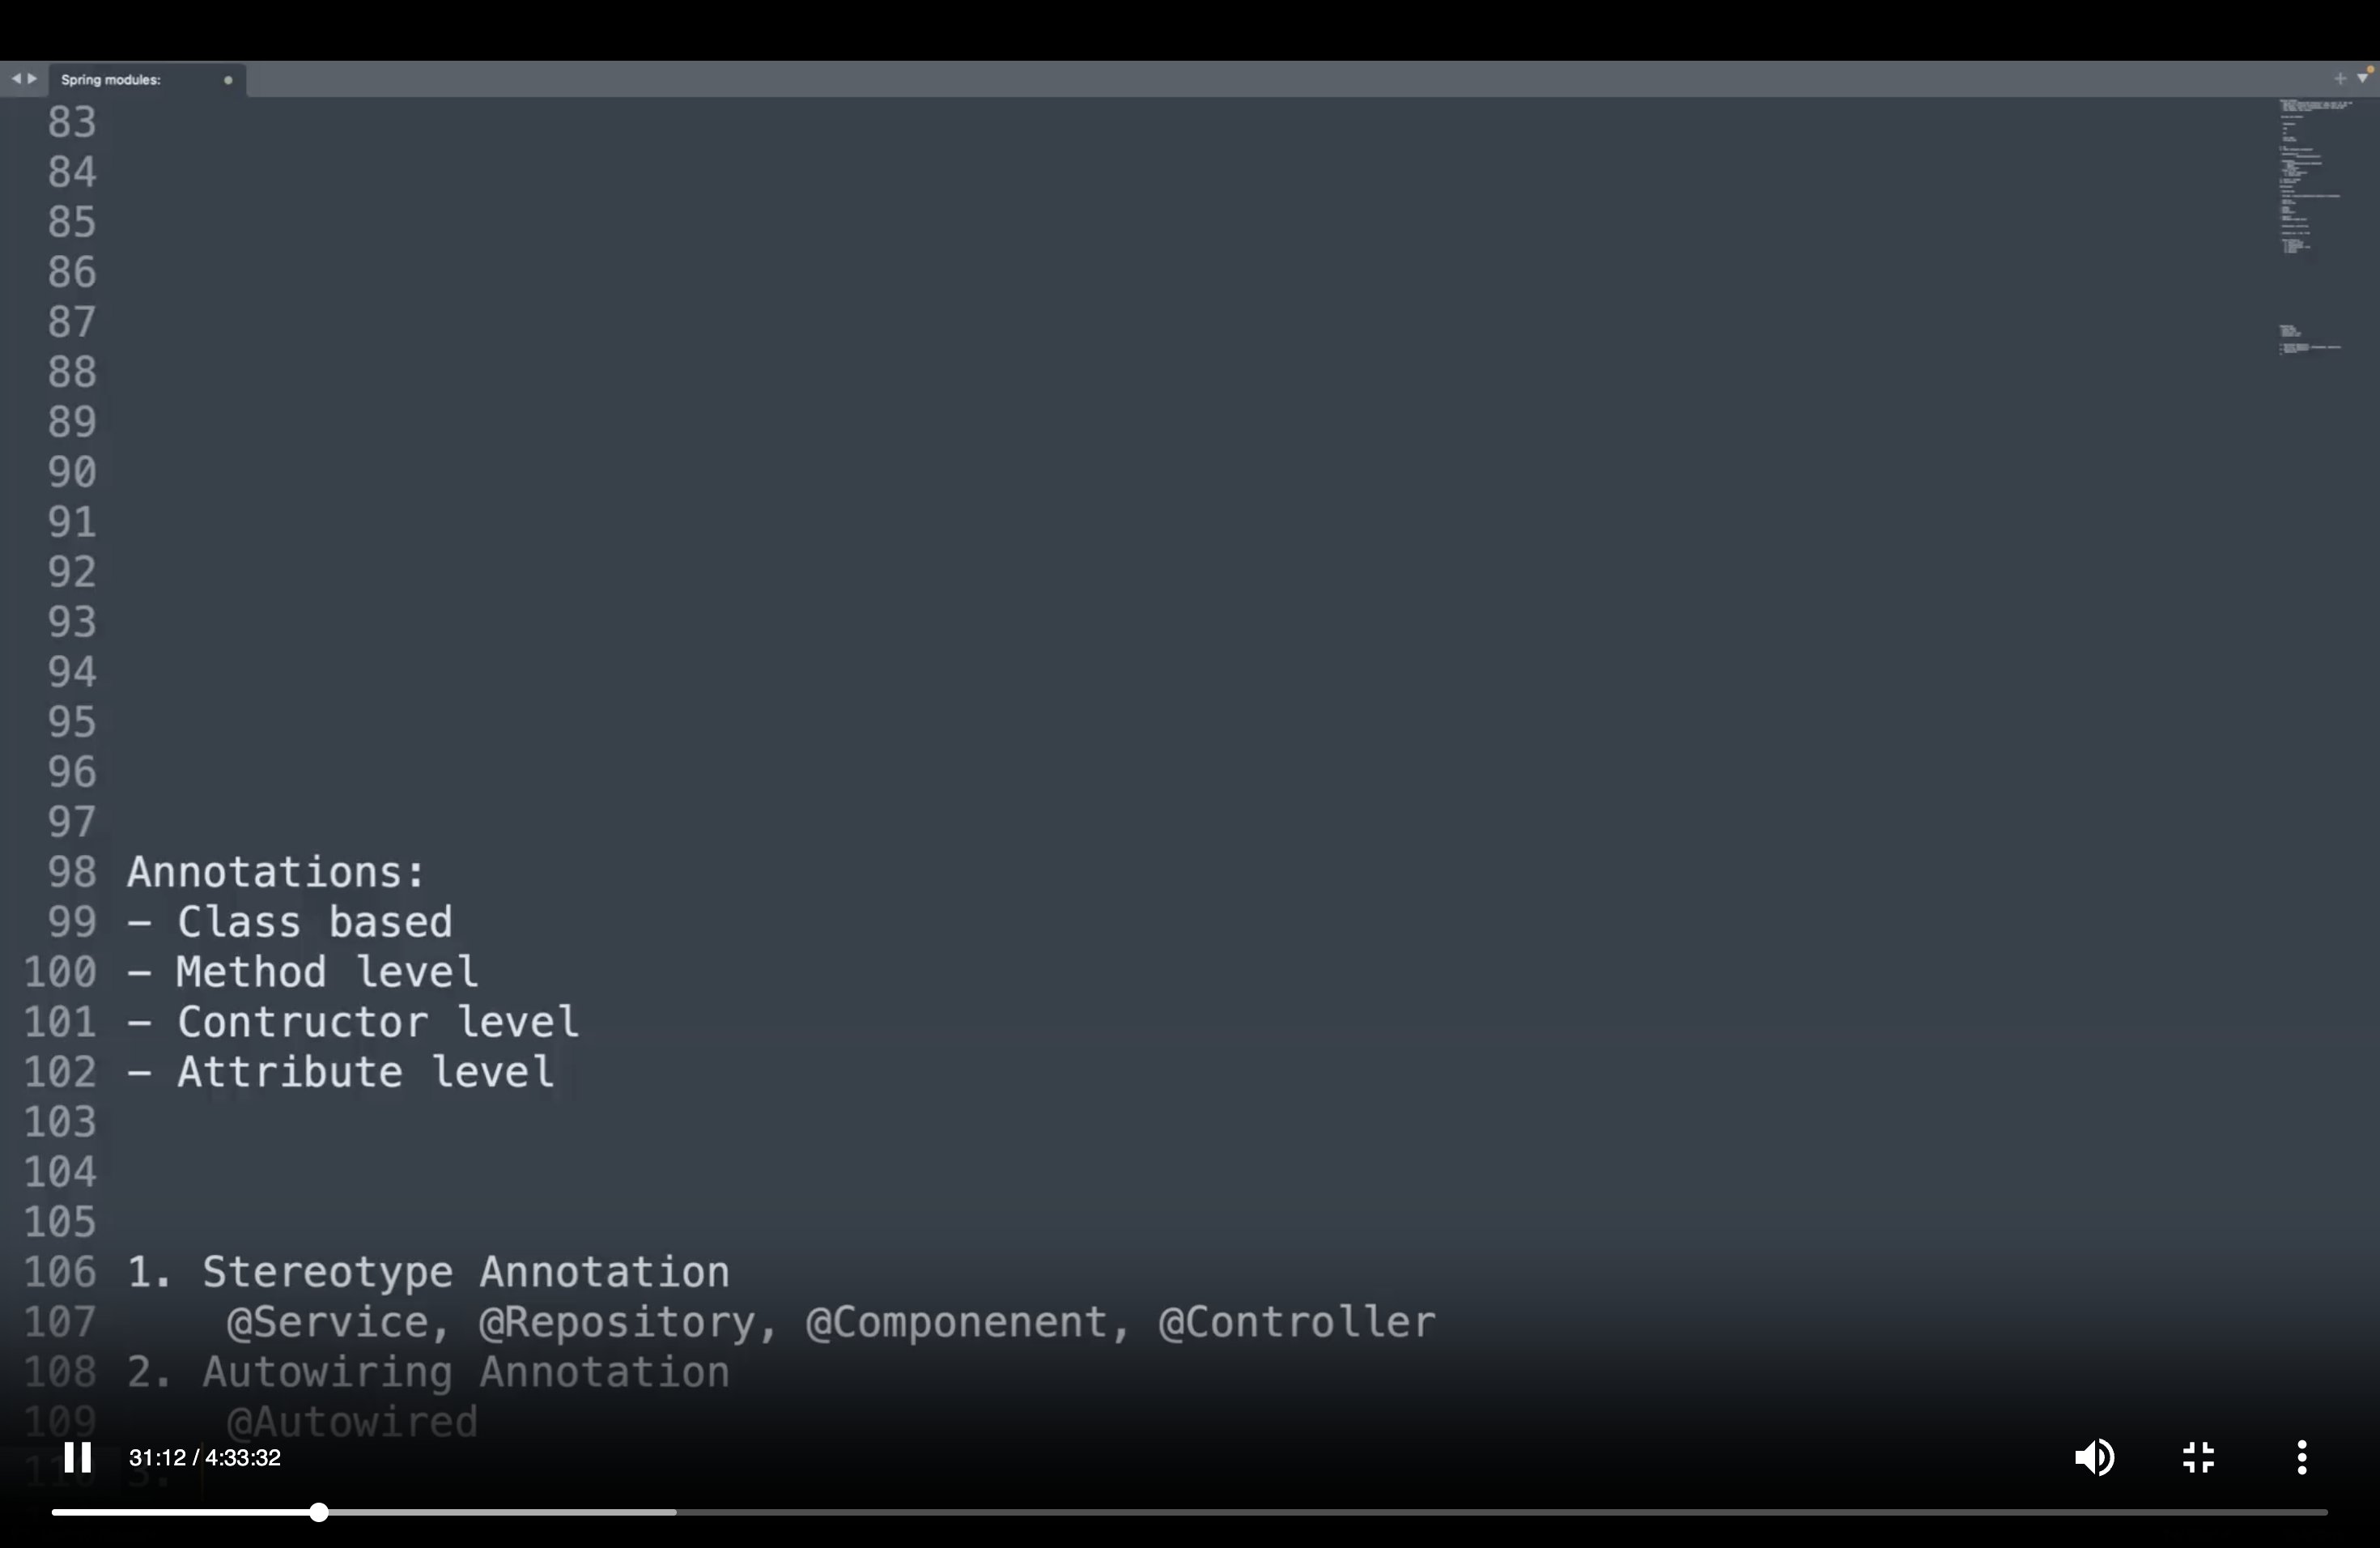 Spring modules:
83
84
85
86
87
88
89
90
91
92
93
94
95
96
97
98 Annotations:
99 - Class based
100 - Method level
101 - Contructor level
102 - Attribute level
103
104
105
106 1. Stereotype Annotation
107 @Service, @Repository, @Componenent, @Controller
108 2. Autowiring Annotation
109 @Autowired
110 3.
31:12 / 4:33:32